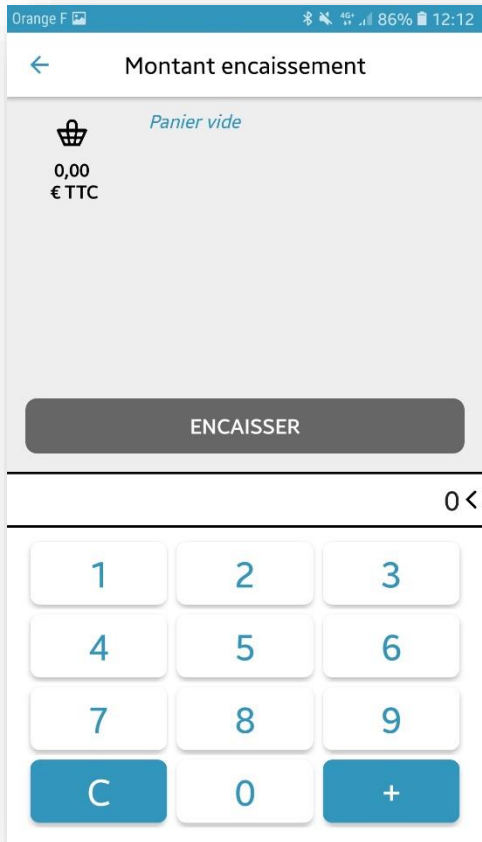 Orange F 4G+ 86% 12:12
Montant encaissement
Panier vide
0,00
€ TTC
ENCAISSER
0 <
1 2 3
4 5 6
7 8 9
C 0 +